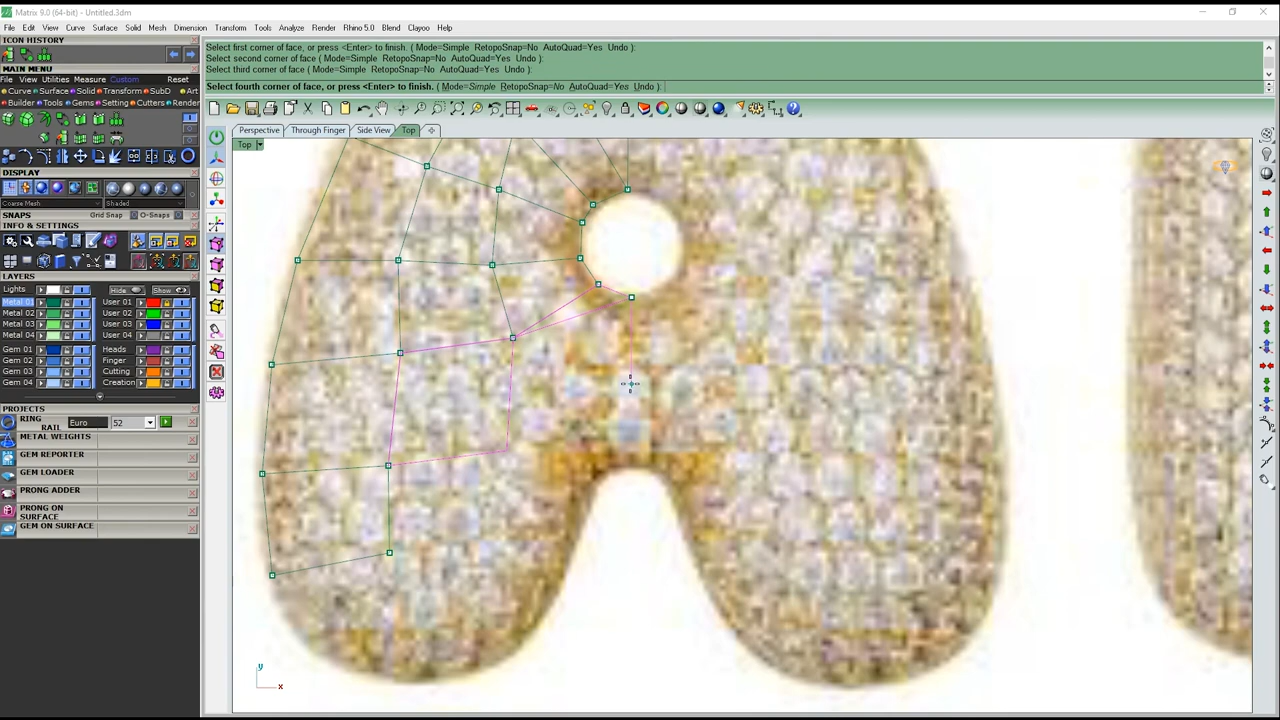 Matrix 9.0 (64-bit) - Untitled.3dm
File Edit View Curve Surface Solid Mesh Dimension Transform Tools Analyze Render Rhino 5.0 Blend Clayoo Help
ICON HISTORY
Select first corner of face, or press <Enter> to finish. ( Mode=Simple RetopoSnap=No AutoQuad=Yes Undo ):
Select second corner of face ( Mode=Simple RetopoSnap=No AutoQuad=Yes Undo ):
Select third corner of face ( Mode=Simple RetopoSnap=No AutoQuad=Yes Undo ):
Select fourth corner of face, or press <Enter> to finish. ( Mode=Simple RetopoSnap=No AutoQuad=Yes Undo ):
MAIN MENU
File View Utilities Measure Custom Reset
Curve Surface Solid Transform SubD Art
Builder Tools Gems Setting Cutters Render
Perspective Through Finger Side View Top
Top
DISPLAY
Coarse Mesh Shaded
SNAPS Grid Snap O-Snaps
INFO & SETTINGS
LAYERS
Lights Hide Show
Metal 01 User 01
Metal 02 User 02
Metal 03 User 03
Metal 04 User 04
Gem 01 Heads
Gem 02 Finger
Gem 03 Cutting
Gem 04 Creation
PROJECTS
RING RAIL Euro 52
METAL WEIGHTS
GEM REPORTER
GEM LOADER
PRONG ADDER
PRONG ON SURFACE
GEM ON SURFACE
y
x